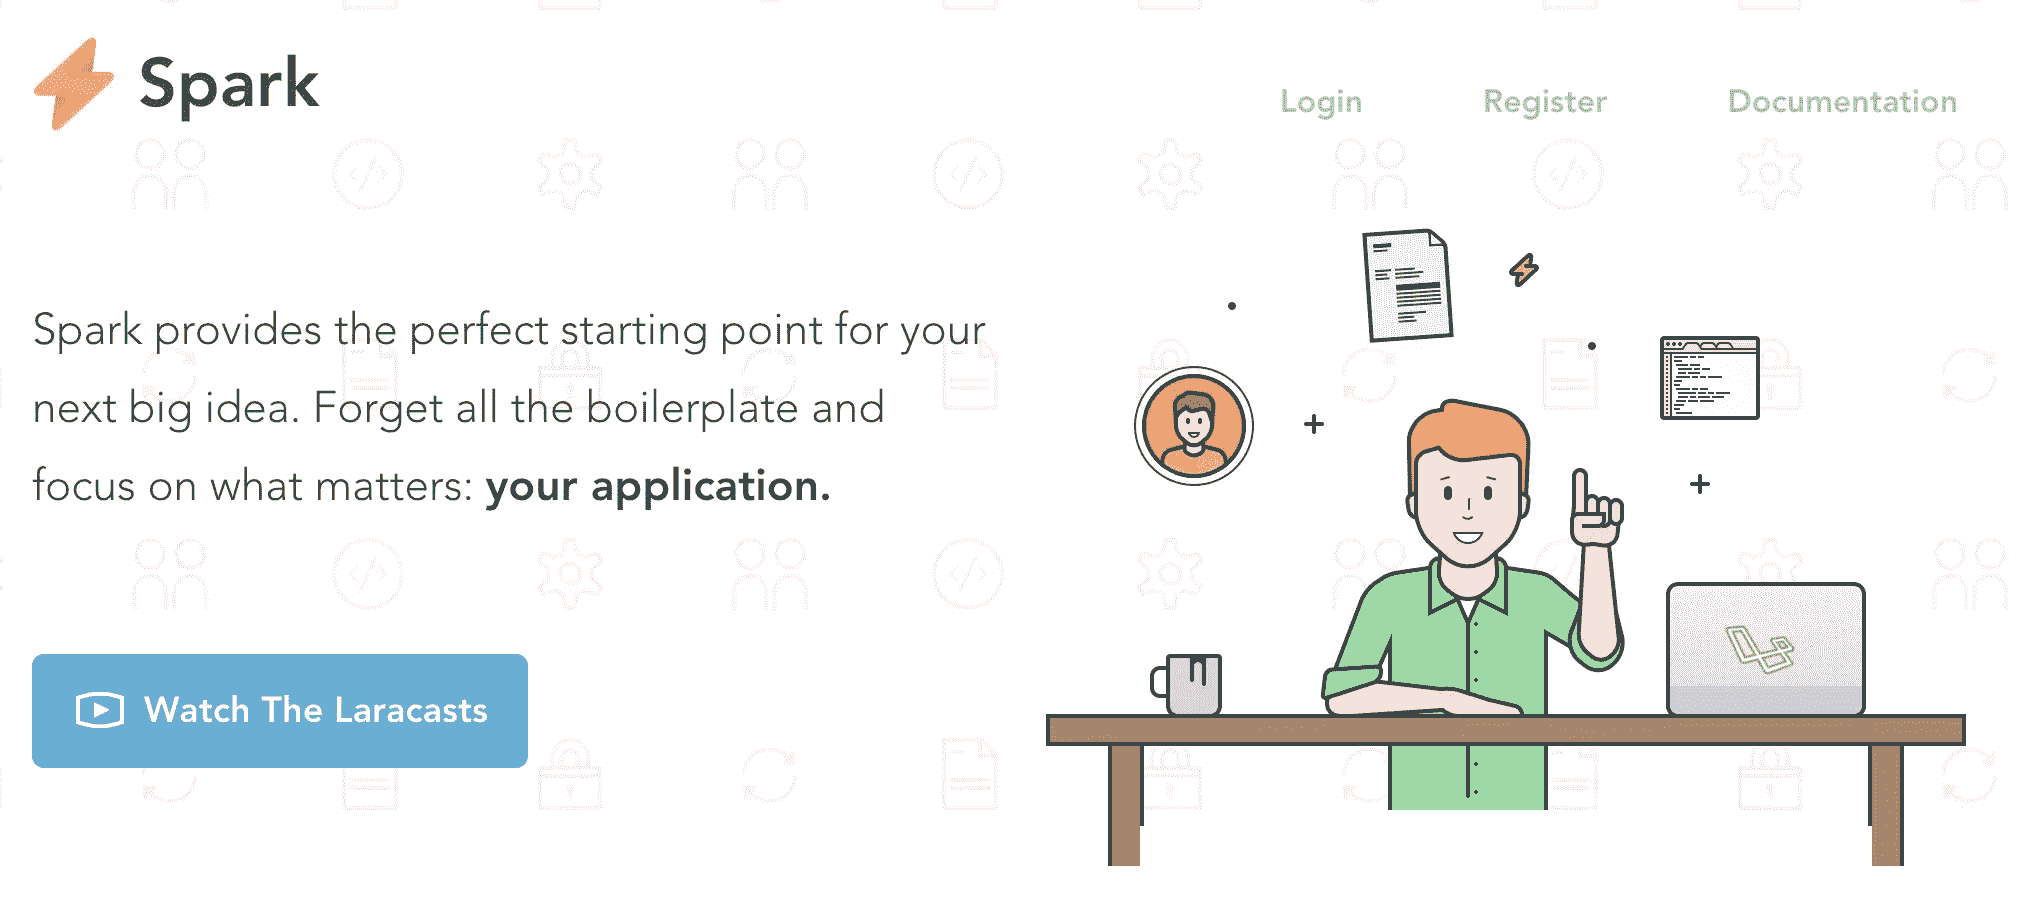 Spark
Login
Register
Documentation
Spark provides the perfect starting point for your
next big idea. Forget all the boilerplate and
focus on what matters: your application.
Watch The Laracasts